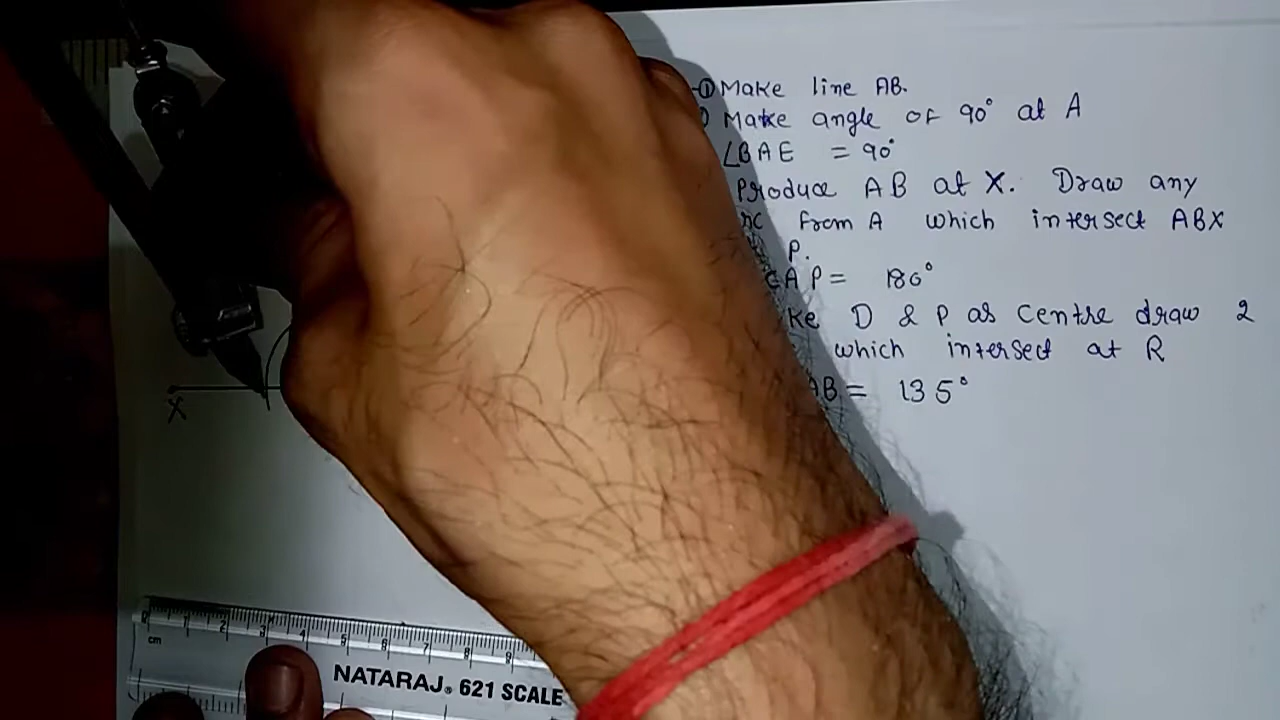 ① Make line AB.
Make angle of 90° at A
∠BAE = 90°
Produce AB at X. Draw any
from A which intersect ABX
P.
AP = 180°
D & P as centre draw 2
which intersect at R
AB = 135°
X
cm 1 2 3 4 5 6 7 8 9
NATARAJ 621 SCALE